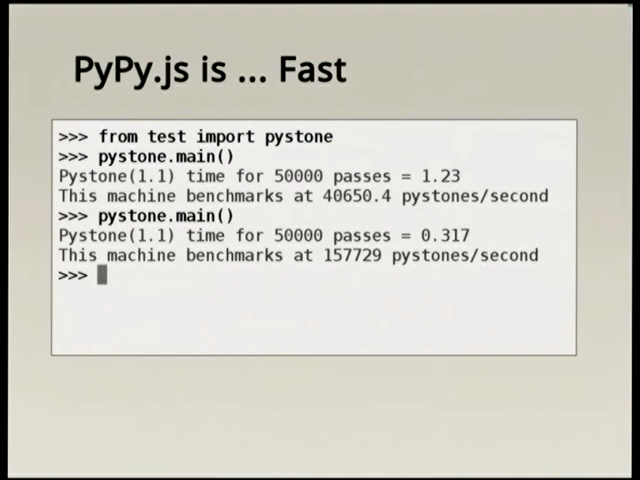 PyPy.js is ... Fast
>>> from test import pystone
>>> pystone.main()
Pystone(1.1) time for 50000 passes = 1.23
This machine benchmarks at 40650.4 pystones/second
>>> pystone.main()
Pystone(1.1) time for 50000 passes = 0.317
This machine benchmarks at 157729 pystones/second
>>>